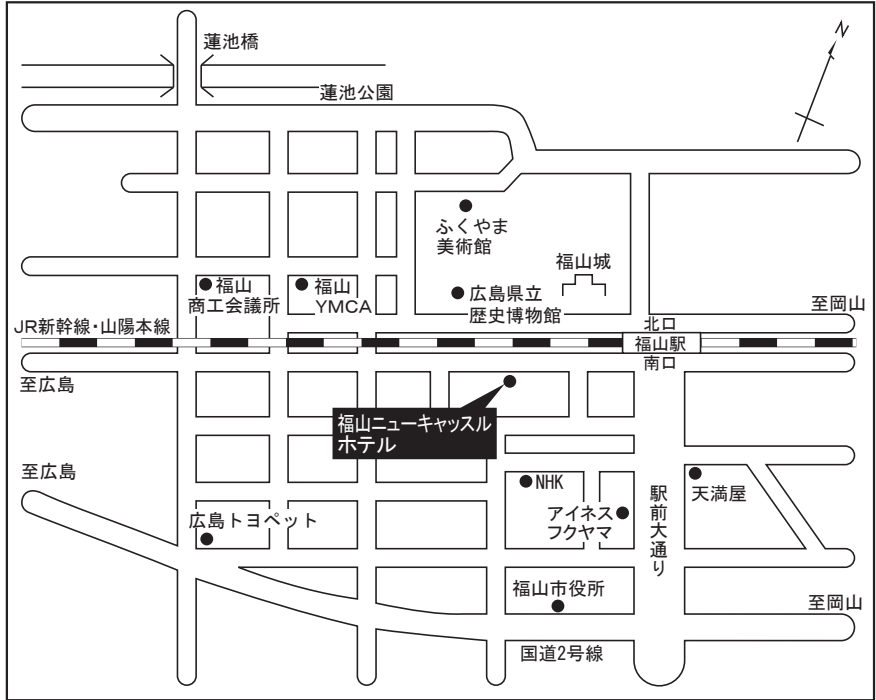 N
蓮池橋
蓮池公園
ふくやま
美術館
福山城
福山
商工会議所
福山
YMCA
広島県立
歴史博物館
至岡山
JR新幹線・山陽本線
北口
福山駅
南口
至広島
福山ニューキャッスル
ホテル
至広島
NHK
天満屋
広島トヨペット
アイネス
フクヤマ
駅前大通り
福山市役所
至岡山
国道2号線